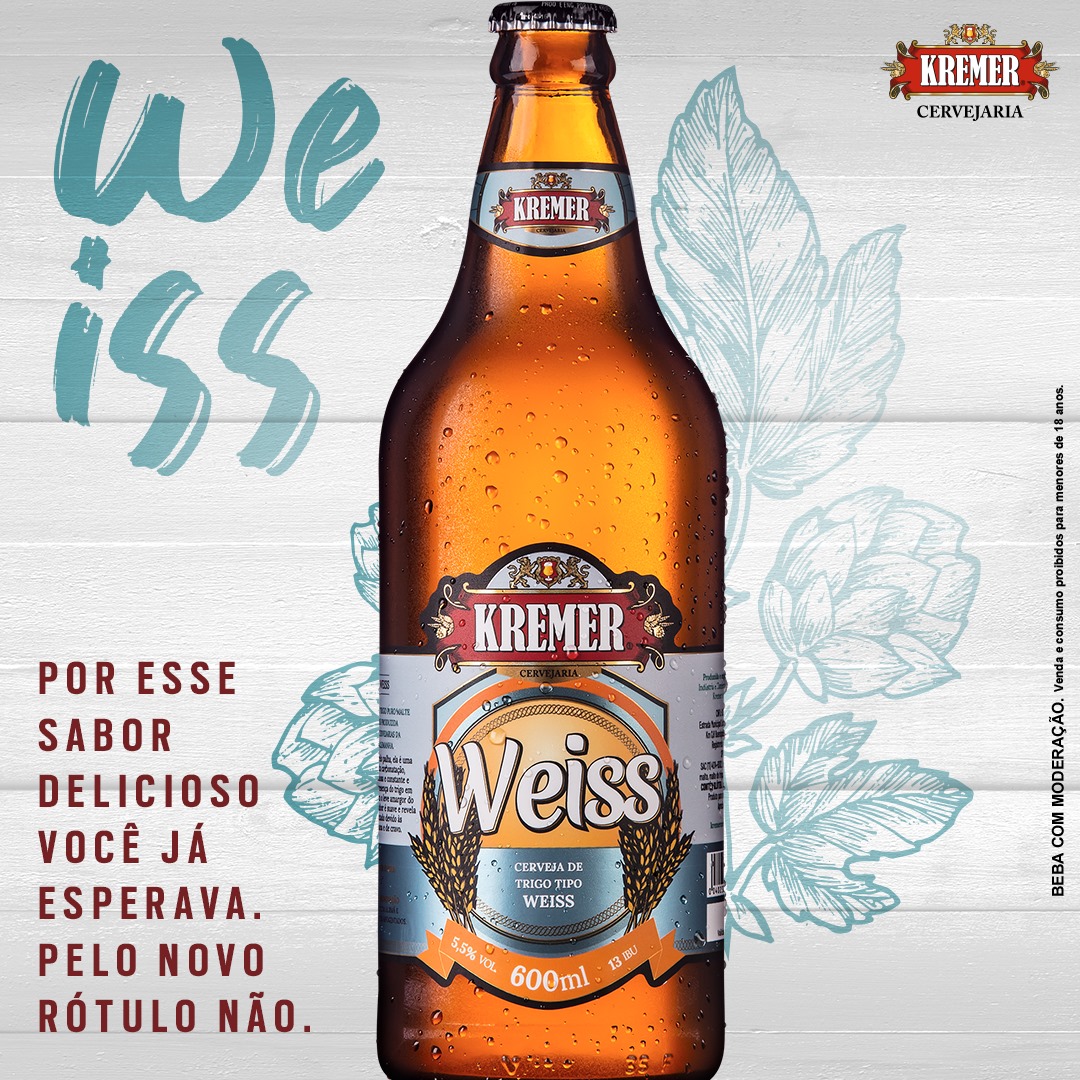 We
iss
KREMER
CERVEJARIA
KREMER
CERVEJARIA
KREMER
CERVEJARIA
Weiss
CERVEJA DE
TRIGO TIPO
WEISS
5,5% VOL
600ml
13 IBU
POR ESSE
SABOR
DELICIOSO
VOCÊ JÁ
ESPERAVA.
PELO NOVO
RÓTULO NÃO.
BEBA COM MODERAÇÃO. Venda e consumo proibidos para menores de 18 anos.